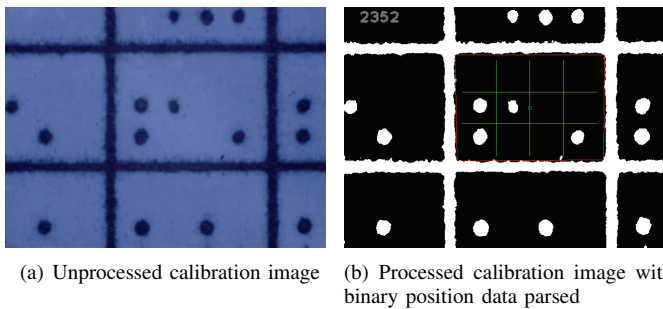 2352
(a) Unprocessed calibration image
(b) Processed calibration image wit
binary position data parsed